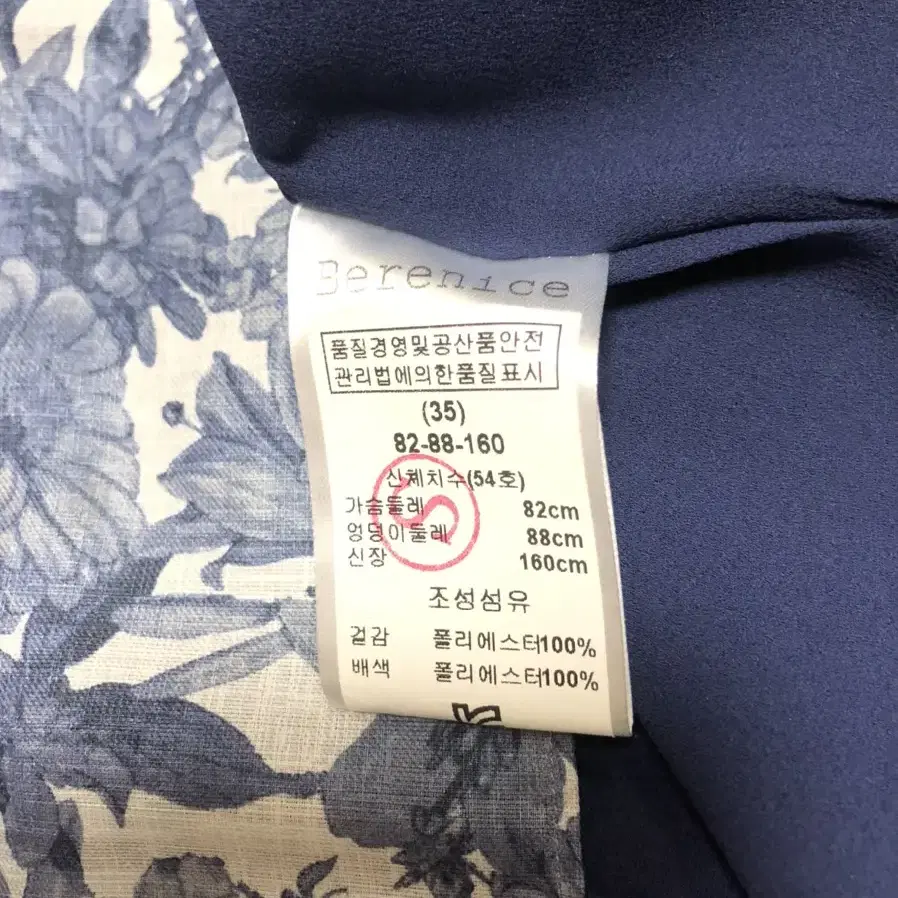 Berenice
품질경영및공산품안전
관리법에의한품질표시
(35)
82-88-160
신체치수(54호)
가슴둘레 82cm
엉덩이둘레 88cm
신장 160cm
S
조성섬유
겉감 폴리에스터100%
배색 폴리에스터100%